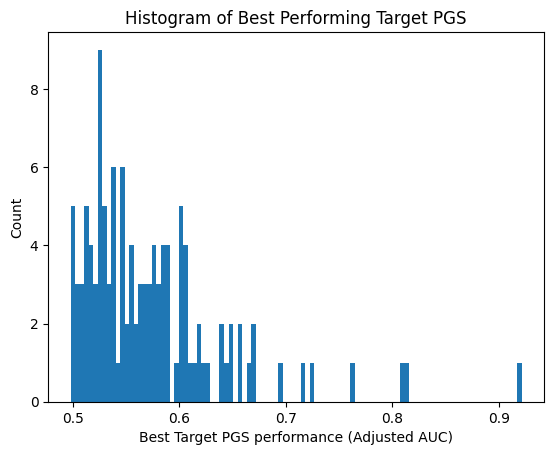 Histogram of Best Performing Target PGS
8
6
4
2
0
Count
0.5 0.6 0.7 0.8 0.9
Best Target PGS performance (Adjusted AUC)